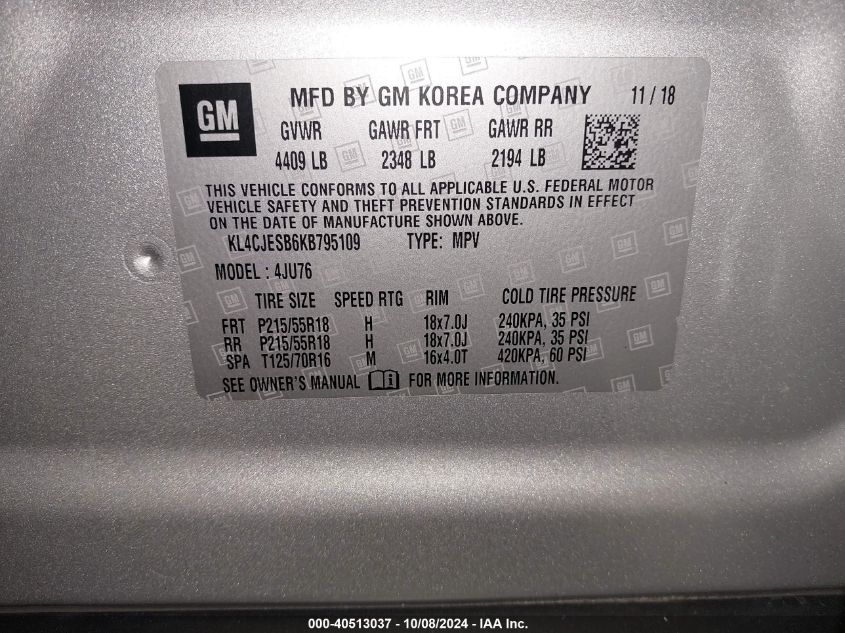 GM MFD BY GM KOREA COMPANY 11 / 18
GVWR GAWR FRT GAWR RR
4409 LB 2348 LB 2194 LB
THIS VEHICLE CONFORMS TO ALL APPLICABLE U.S. FEDERAL MOTOR
VEHICLE SAFETY AND THEFT PREVENTION STANDARDS IN EFFECT
ON THE DATE OF MANUFACTURE SHOWN ABOVE.
KL4CJESB6KB795109 TYPE: MPV
MODEL : 4JU76
TIRE SIZE SPEED RTG RIM COLD TIRE PRESSURE
FRT P215/55R18 H 18x7.0J 240KPA, 35 PSI
RR P215/55R18 H 18x7.0J 240KPA, 35 PSI
SPA T125/70R16 M 16x4.0T 420KPA, 60 PSI
SEE OWNER'S MANUAL FOR MORE INFORMATION.
000-40513037 - 10/08/2024 - IAA Inc.